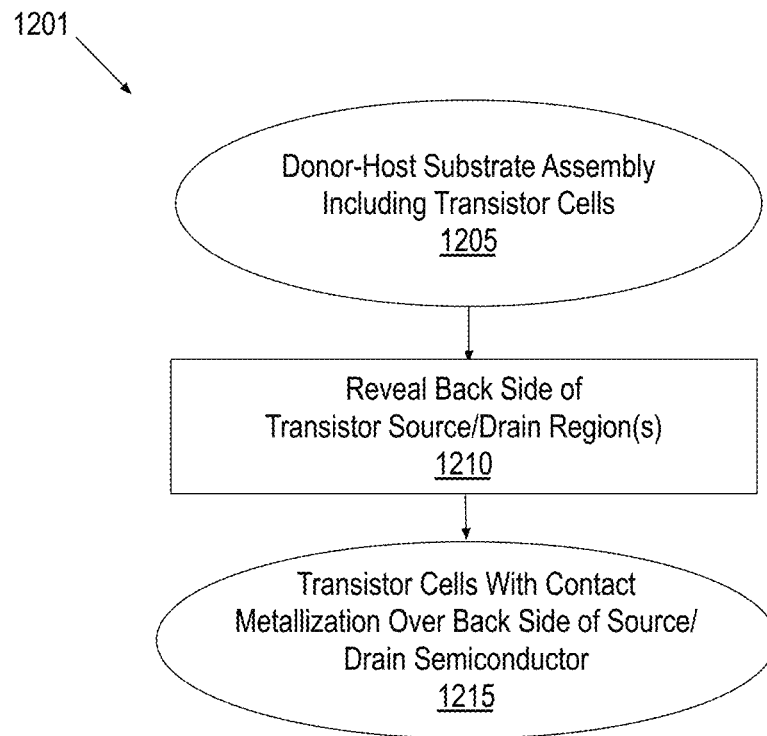 1201
Donor-Host Substrate Assembly
Including Transistor Cells
1205
Reveal Back Side of
Transistor Source/Drain Region(s)
1210
Transistor Cells With Contact
Metallization Over Back Side of Source/
Drain Semiconductor
1215